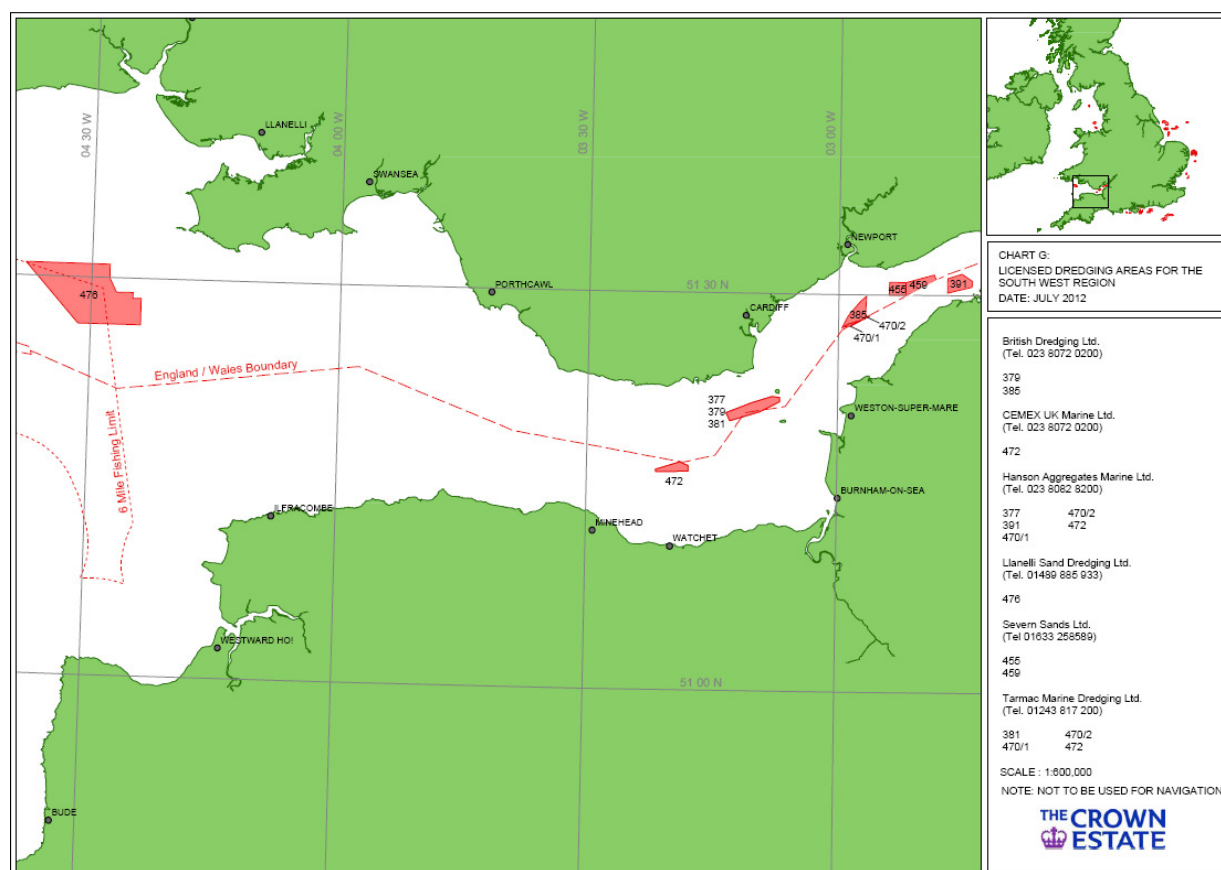 LLANELLI
SWANSEA
NEWPORT
PORTHCAWL
CARDIFF
WESTON-SUPER-MARE
BURNHAM-ON-SEA
ILFRACOMBE
MINEHEAD
WATCHET
WESTWARD HO!
BUDE
04 30 W
04 00 W
03 30 W
03 00 W
51 30 N
51 00 N
476
455
459
391
385
470/2
470/1
377
379
381
472
England / Wales Boundary
6 Mile Fishing Limit
CHART G:
LICENSED DREDGING AREAS FOR THE
SOUTH WEST REGION
DATE: JULY 2012
British Dredging Ltd.
(Tel. 023 8072 0200)
379
385
CEMEX UK Marine Ltd.
(Tel. 023 8072 0200)
472
Hanson Aggregates Marine Ltd.
(Tel. 023 8082 8200)
377 470/2
391 472
470/1
Llanelli Sand Dredging Ltd.
(Tel. 01489 885 933)
476
Severn Sands Ltd.
(Tel 01633 258589)
455
459
Tarmac Marine Dredging Ltd.
(Tel. 01243 817 200)
381 470/2
470/1 472
SCALE : 1:600,000
NOTE: NOT TO BE USED FOR NAVIGATION
THE CROWN
ESTATE